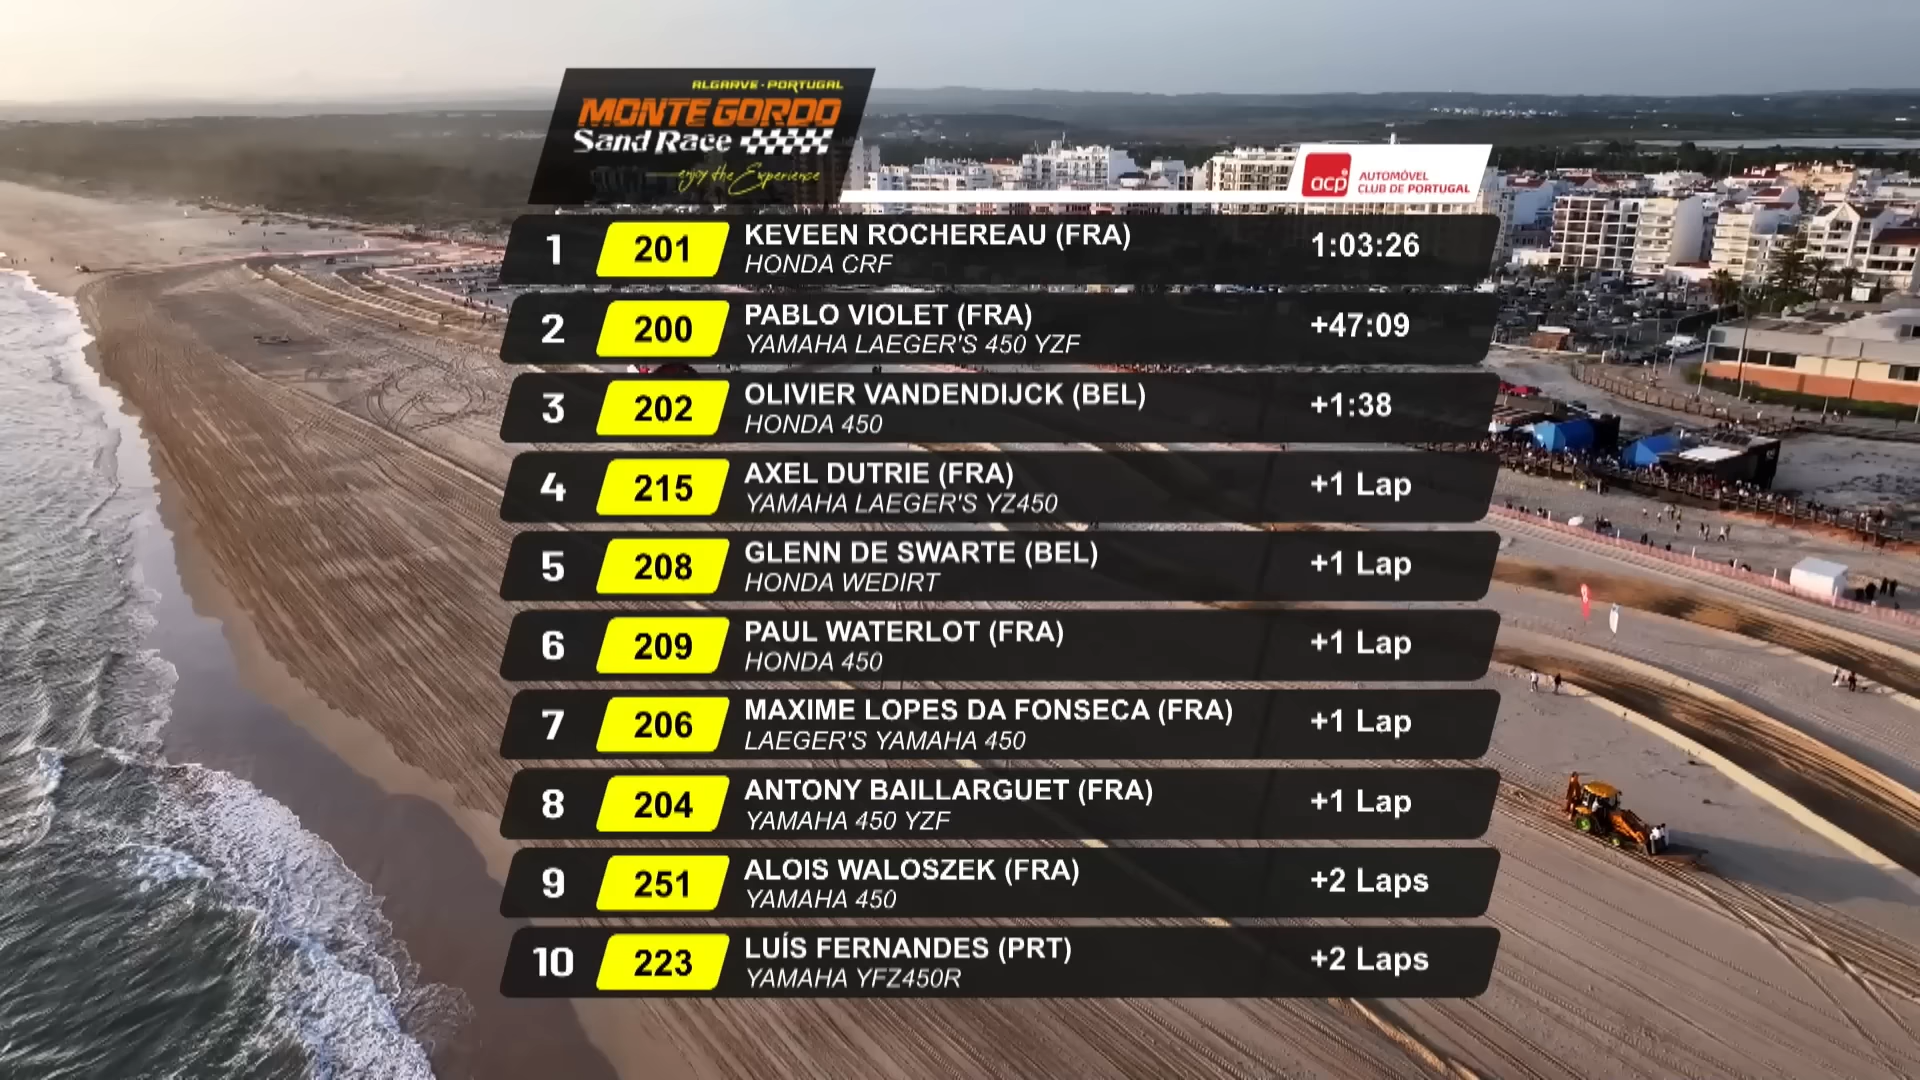 ALGARVE - PORTUGAL
MONTE GORDO
Sand Race
enjoy the Experience
acp
AUTOMÓVEL
CLUB DE PORTUGAL
1 201 KEVEEN ROCHEREAU (FRA) 1:03:26
HONDA CRF
2 200 PABLO VIOLET (FRA) +47:09
YAMAHA LAEGER'S 450 YZF
3 202 OLIVIER VANDENDIJCK (BEL) +1:38
HONDA 450
4 215 AXEL DUTRIE (FRA) +1 Lap
YAMAHA LAEGER'S YZ450
5 208 GLENN DE SWARTE (BEL) +1 Lap
HONDA WEDIRT
6 209 PAUL WATERLOT (FRA) +1 Lap
HONDA 450
7 206 MAXIME LOPES DA FONSECA (FRA) +1 Lap
LAEGER'S YAMAHA 450
8 204 ANTONY BAILLARGUET (FRA) +1 Lap
YAMAHA 450 YZF
9 251 ALOIS WALOSZEK (FRA) +2 Laps
YAMAHA 450
10 223 LUÍS FERNANDES (PRT) +2 Laps
YAMAHA YFZ450R